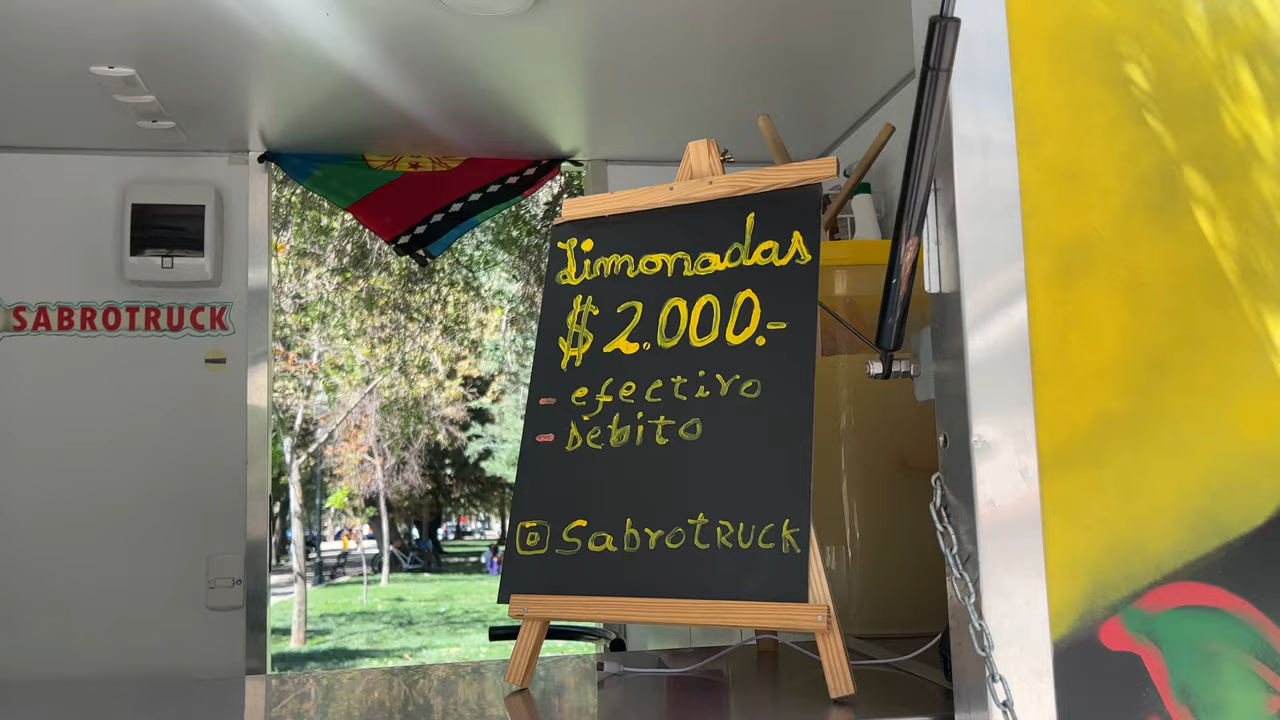 SABROTRUCK
Limonadas
$2.000.-
- efectivo
- Debito
SabrotRUCK